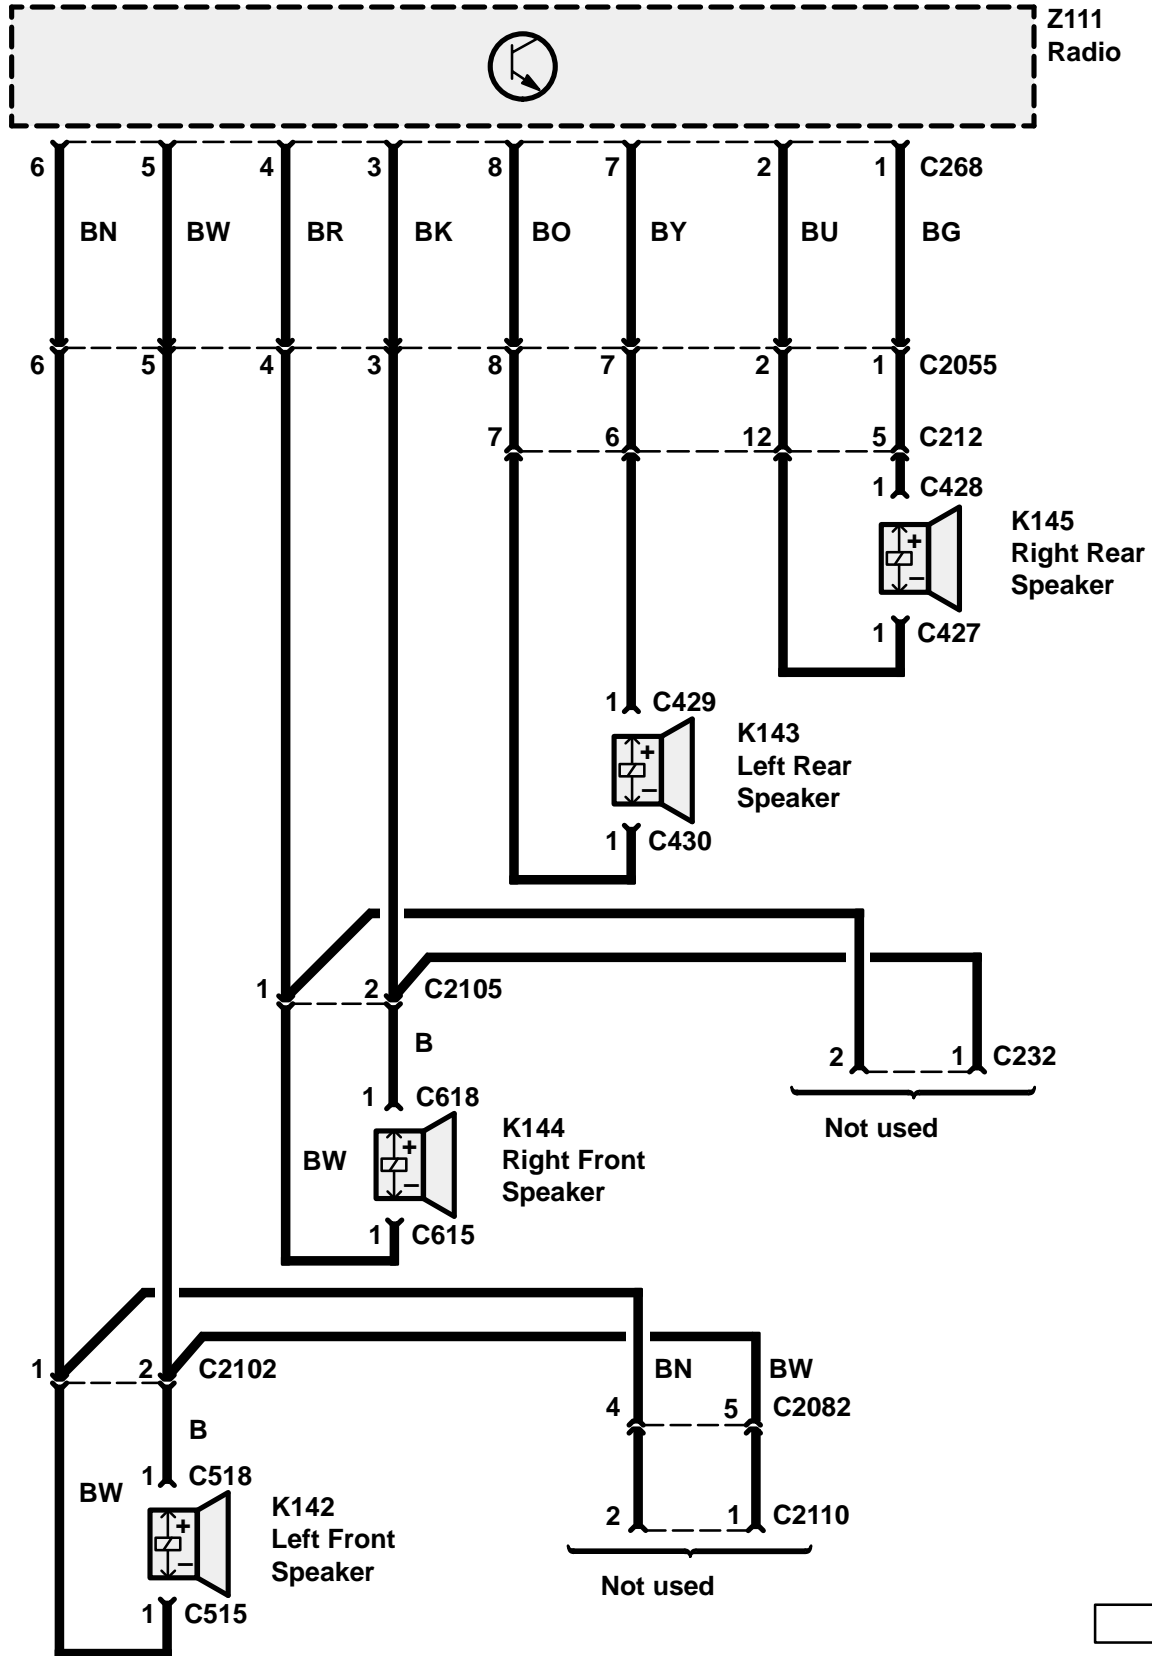 Z111
Radio
6 5 4 3 8 7 2 1 C268
BN BW BR BK BO BY BU BG
6 5 4 3 8 7 2 1 C2055
7 6 12 5 C212
1 C428
K145
Right Rear
Speaker
+
–
1 C427
1 C429
K143
Left Rear
Speaker
+
–
1 C430
1 2 C2105
B
2 1 C232
Not used
1 C618
K144
Right Front
Speaker
BW
+
–
1 C615
1 2 C2102
BN BW
4 5 C2082
B
1 C518
BW
K142
Left Front
Speaker
+
–
2 1 C2110
Not used
1 C515